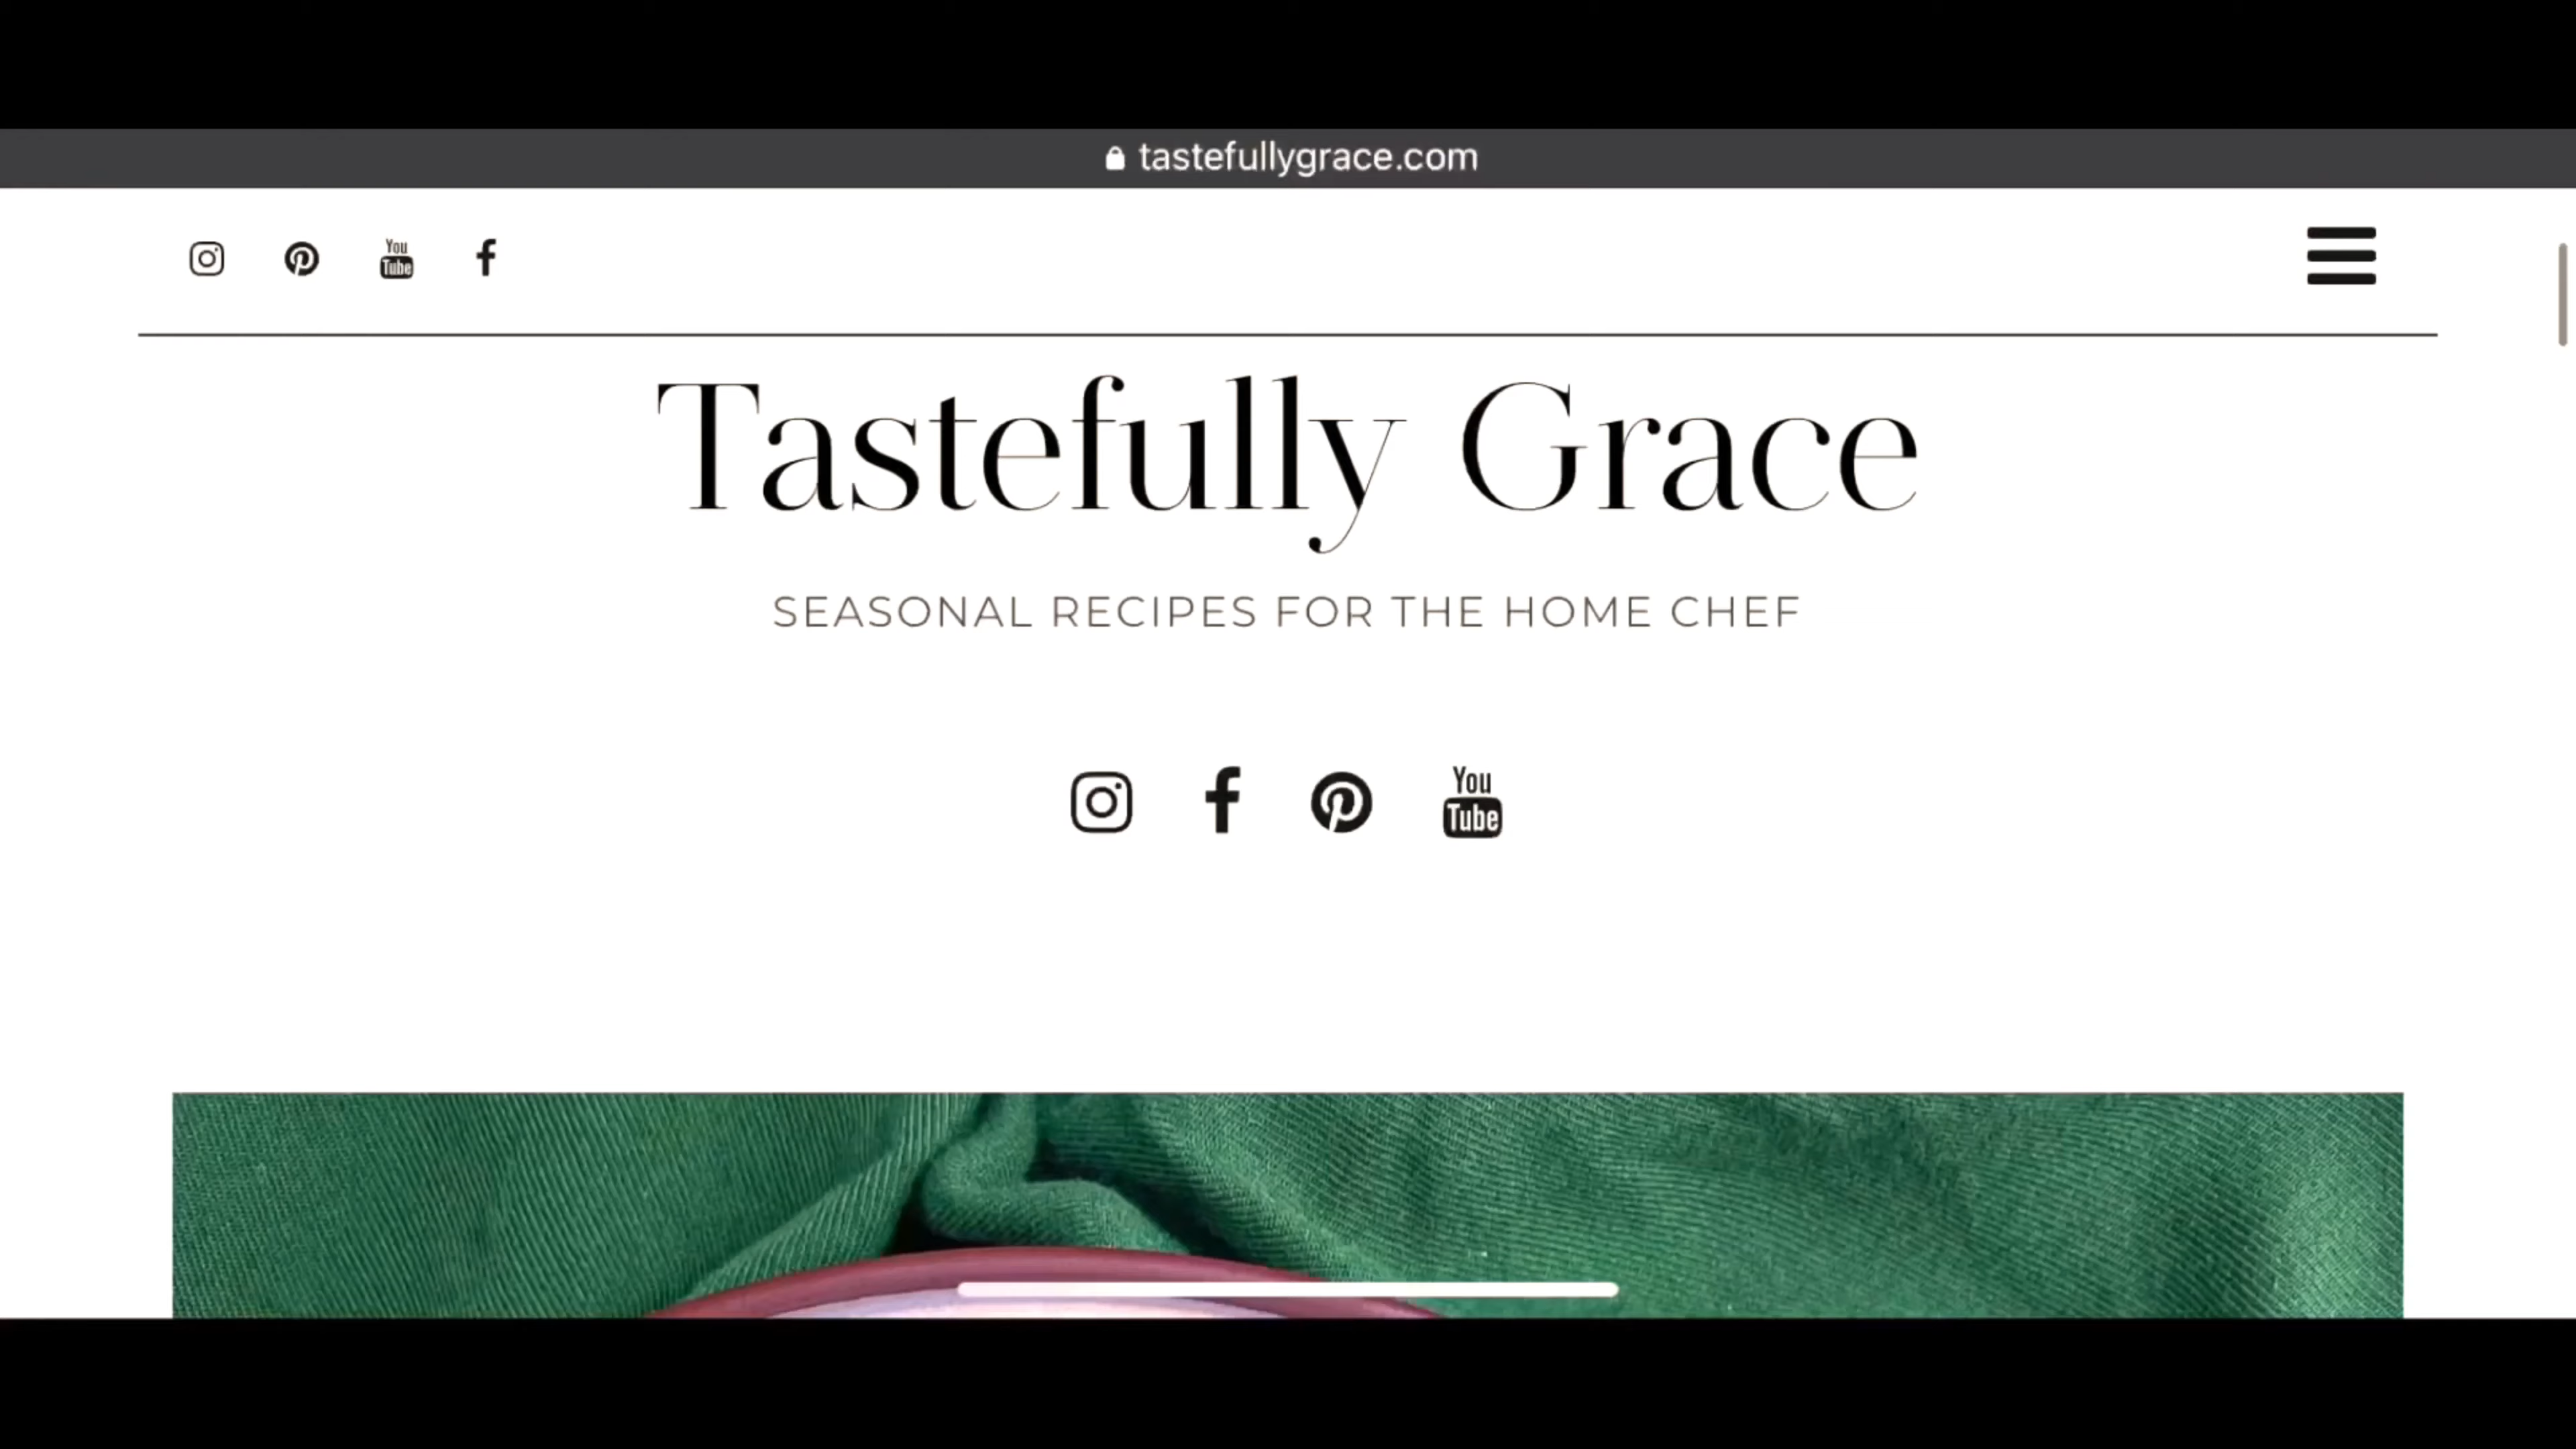 tastefullygrace.com
You
Tube
Tastefully Grace
SEASONAL RECIPES FOR THE HOME CHEF
You
Tube